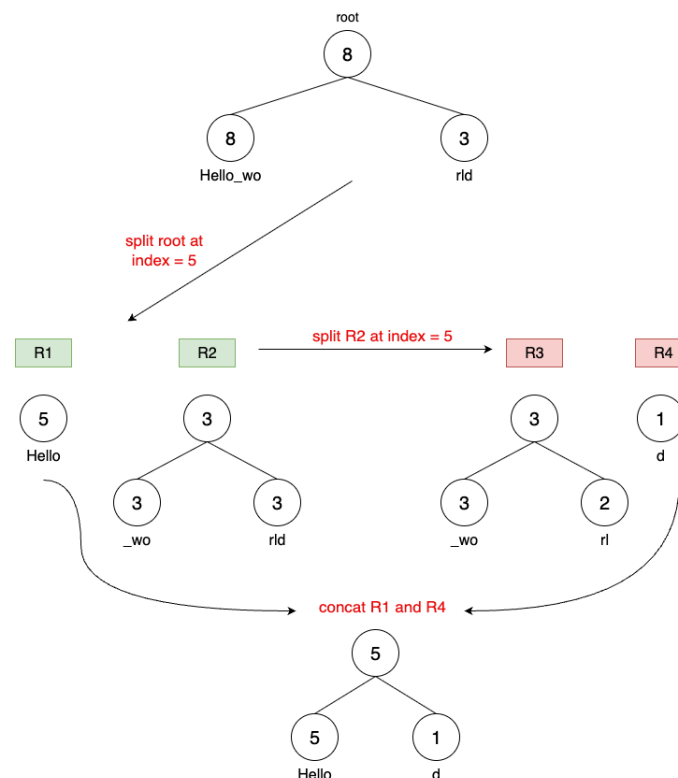 root
8
8
3
Hello_wo
rld
split root at
index = 5
split R2 at index = 5
R1
R2
R3
R4
5
3
3
1
Hello
d
3
3
3
2
_wo
rld
_wo
rl
concat R1 and R4
5
5
1
Hello
d